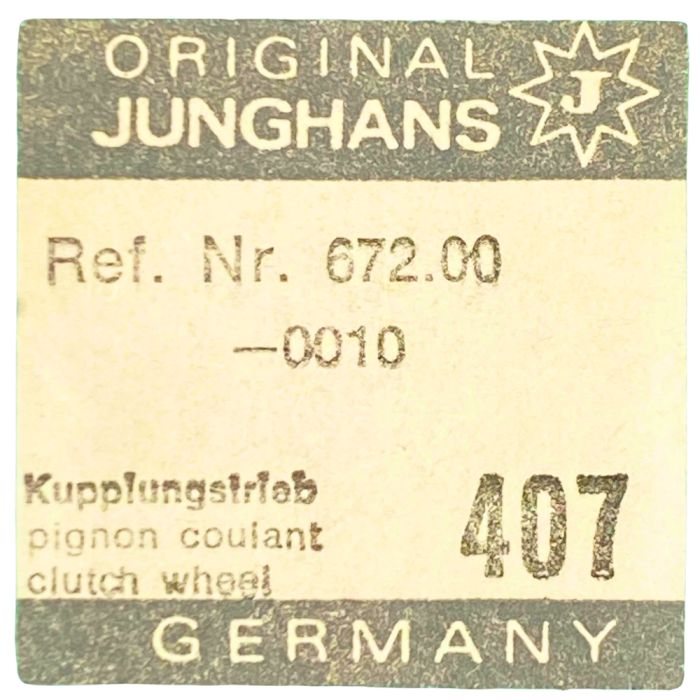 ORIGINAL
JUNGHANS
J
Ref. Nr. 672.00
-0010
Kupplungstrieb
pignon coulant
clutch wheel
407
GERMANY